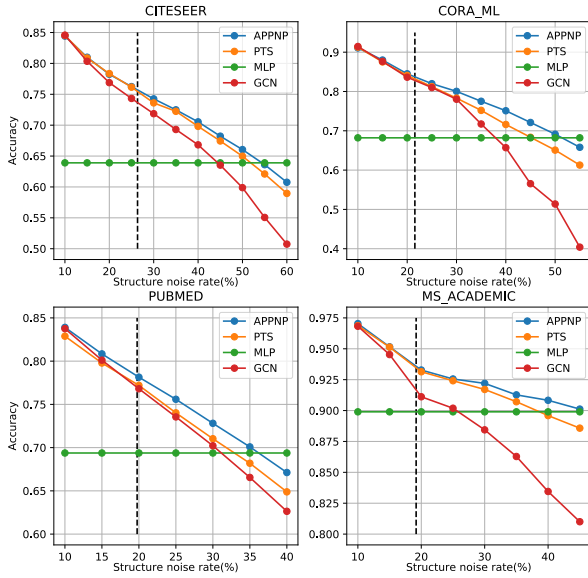 CITESEER
0.85
0.80
0.75
0.70
0.65
0.60
0.55
0.50
Accuracy
APPNP
PTS
MLP
GCN
10 20 30 40 50 60
Structure noise rate(%)
CORA_ML
0.9
0.8
0.7
0.6
0.5
0.4
APPNP
PTS
MLP
GCN
10 20 30 40 50
Structure noise rate(%)
PUBMED
0.85
0.80
0.75
0.70
0.65
0.60
Accuracy
APPNP
PTS
MLP
GCN
10 15 20 25 30 35 40
Structure noise rate(%)
MS_ACADEMIC
0.975
0.950
0.925
0.900
0.875
0.850
0.825
0.800
APPNP
PTS
MLP
GCN
10 20 30 40
Structure noise rate(%)